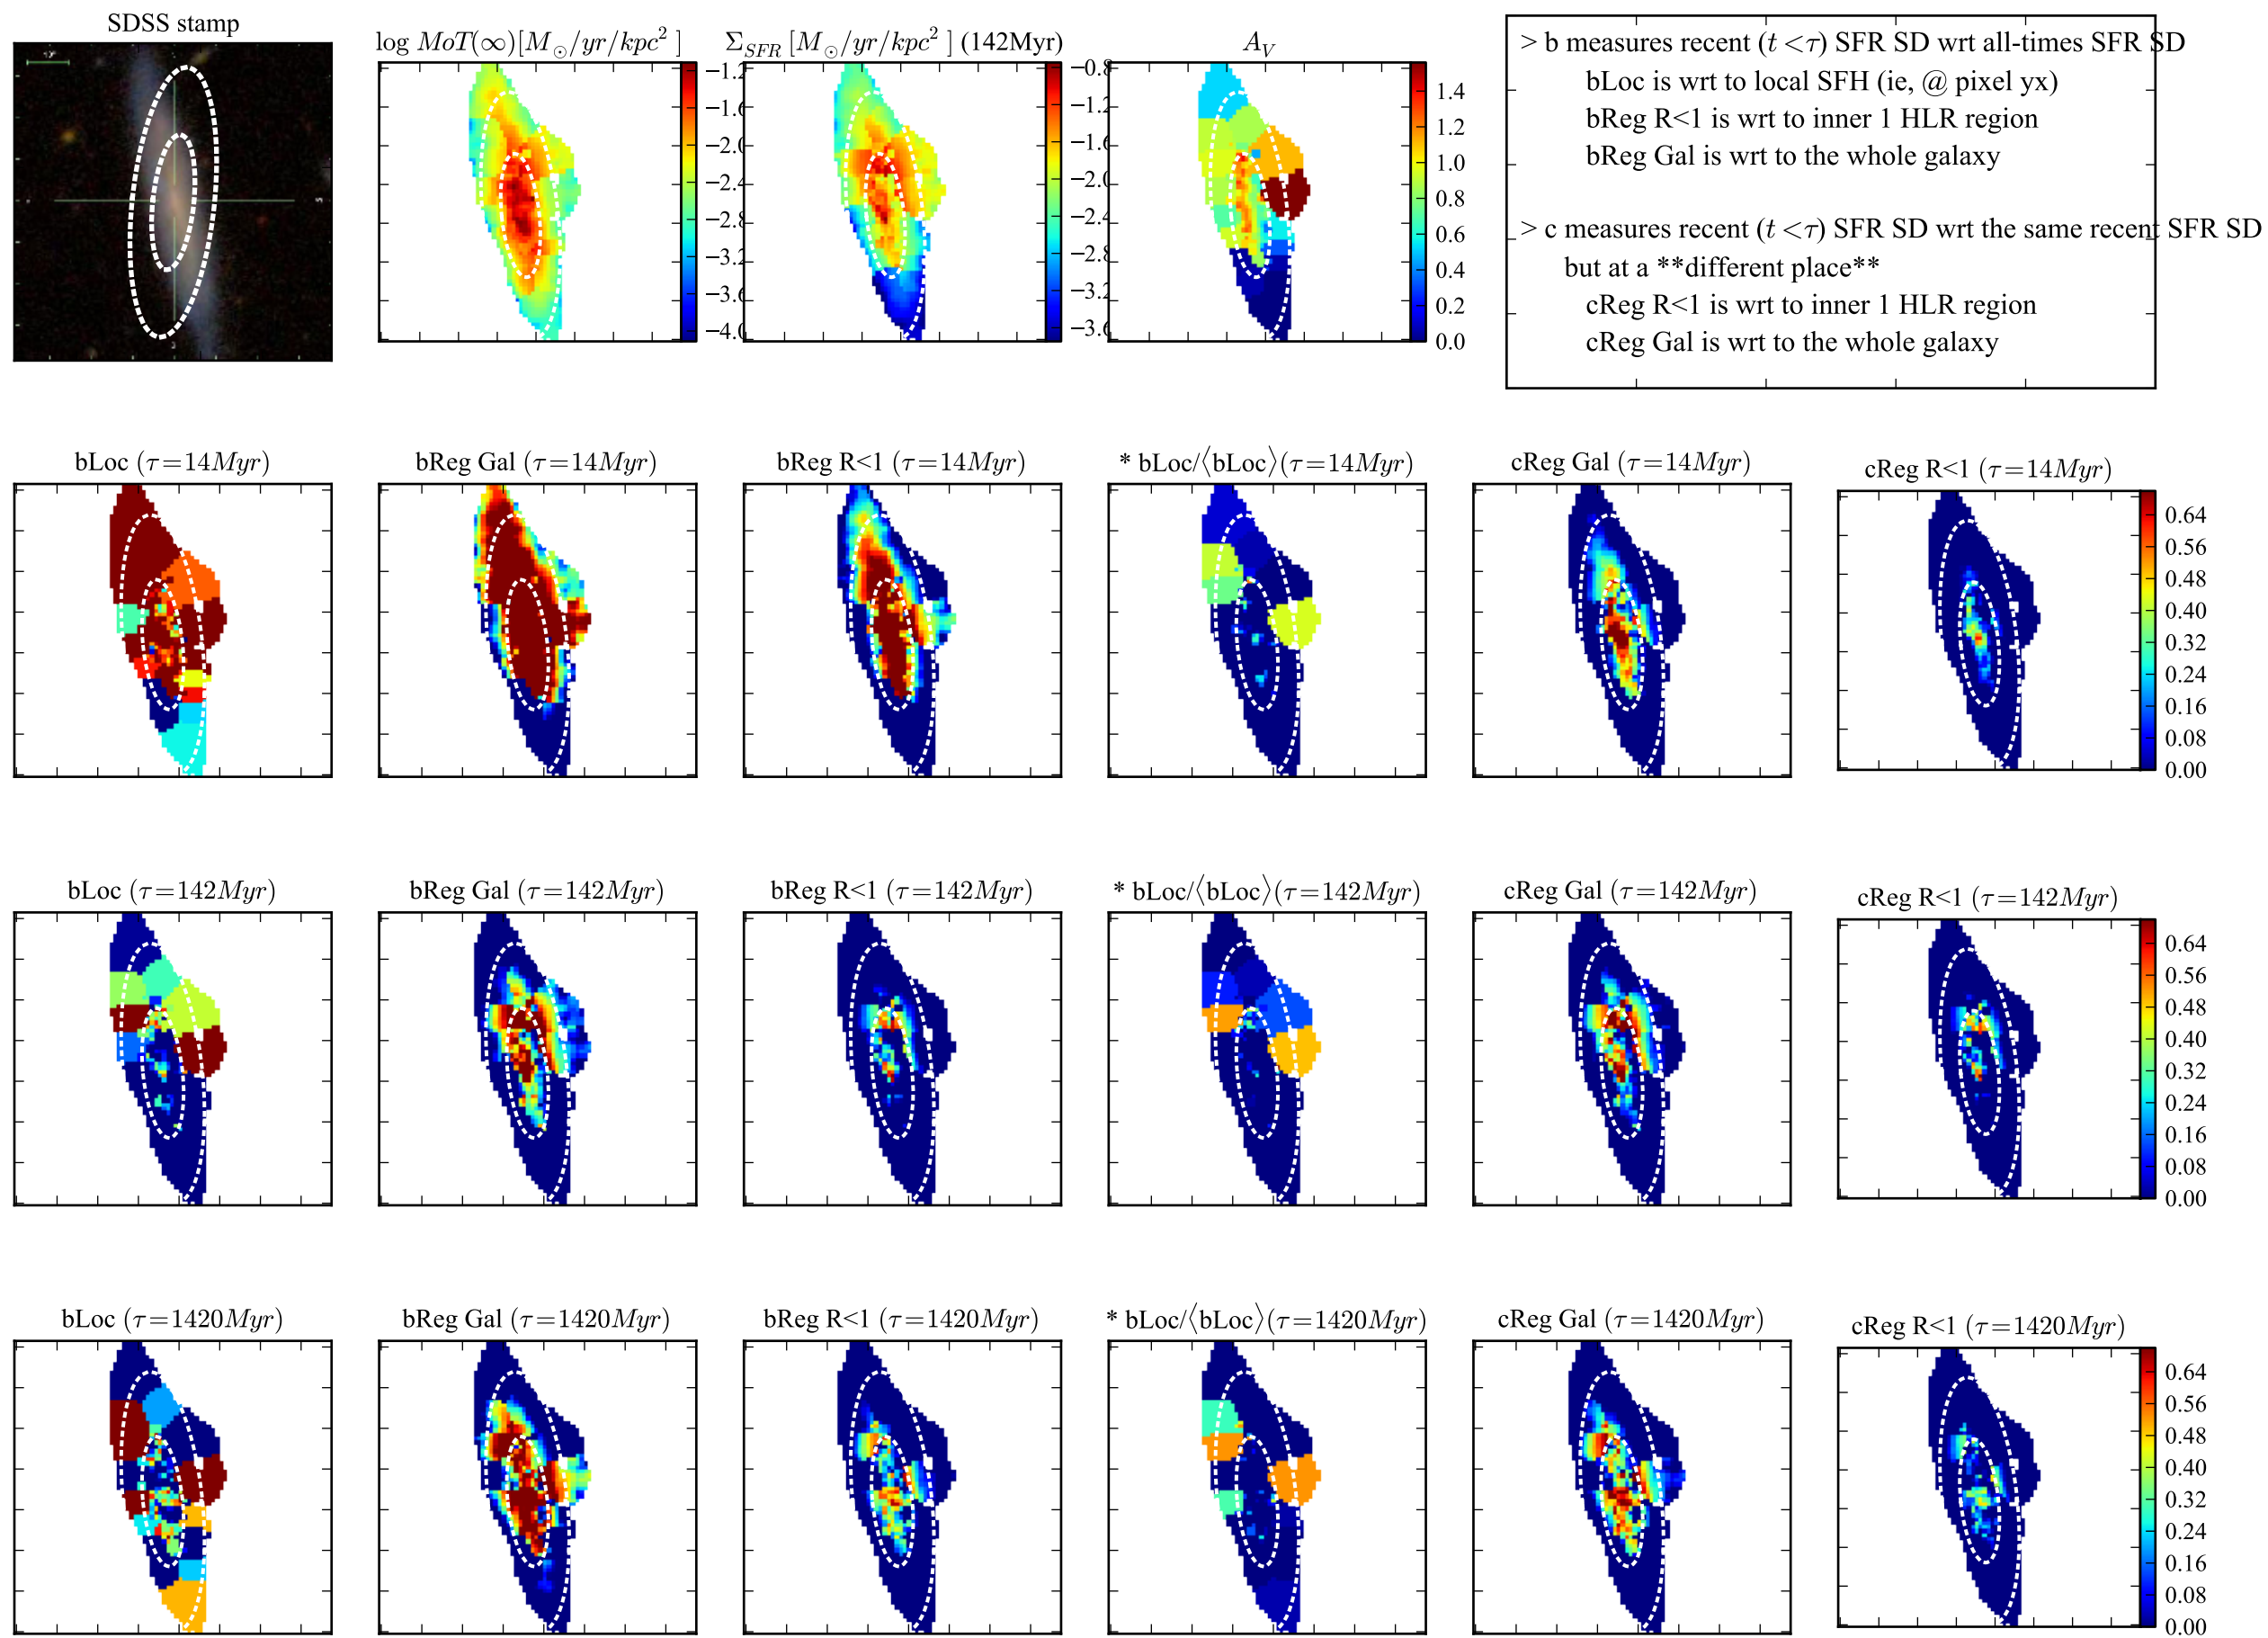 SDSS stamp
log MoT(∞)[M⊙/yr/kpc² ]
Σ_SFR [M⊙/yr/kpc² ] (142Myr)
A_V
−1.2
−1.6
−2.0
−2.4
−2.8
−3.2
−3.6
−4.0
−0.8
−1.2
−1.6
−2.0
−2.4
−2.8
−3.2
−3.6
1.4
1.2
1.0
0.8
0.6
0.4
0.2
0.0
> b measures recent (t <τ) SFR SD wrt all-times SFR SD
bLoc is wrt to local SFH (ie, @ pixel yx)
bReg R<1 is wrt to inner 1 HLR region
bReg Gal is wrt to the whole galaxy
> c measures recent (t <τ) SFR SD wrt the same recent SFR SD
but at a **different place**
cReg R<1 is wrt to inner 1 HLR region
cReg Gal is wrt to the whole galaxy
bLoc (τ=14Myr)
bReg Gal (τ=14Myr)
bReg R<1 (τ=14Myr)
* bLoc/⟨bLoc⟩(τ=14Myr)
cReg Gal (τ=14Myr)
cReg R<1 (τ=14Myr)
0.64
0.56
0.48
0.40
0.32
0.24
0.16
0.08
0.00
bLoc (τ=142Myr)
bReg Gal (τ=142Myr)
bReg R<1 (τ=142Myr)
* bLoc/⟨bLoc⟩(τ=142Myr)
cReg Gal (τ=142Myr)
cReg R<1 (τ=142Myr)
0.64
0.56
0.48
0.40
0.32
0.24
0.16
0.08
0.00
bLoc (τ=1420Myr)
bReg Gal (τ=1420Myr)
bReg R<1 (τ=1420Myr)
* bLoc/⟨bLoc⟩(τ=1420Myr)
cReg Gal (τ=1420Myr)
cReg R<1 (τ=1420Myr)
0.64
0.56
0.48
0.40
0.32
0.24
0.16
0.08
0.00